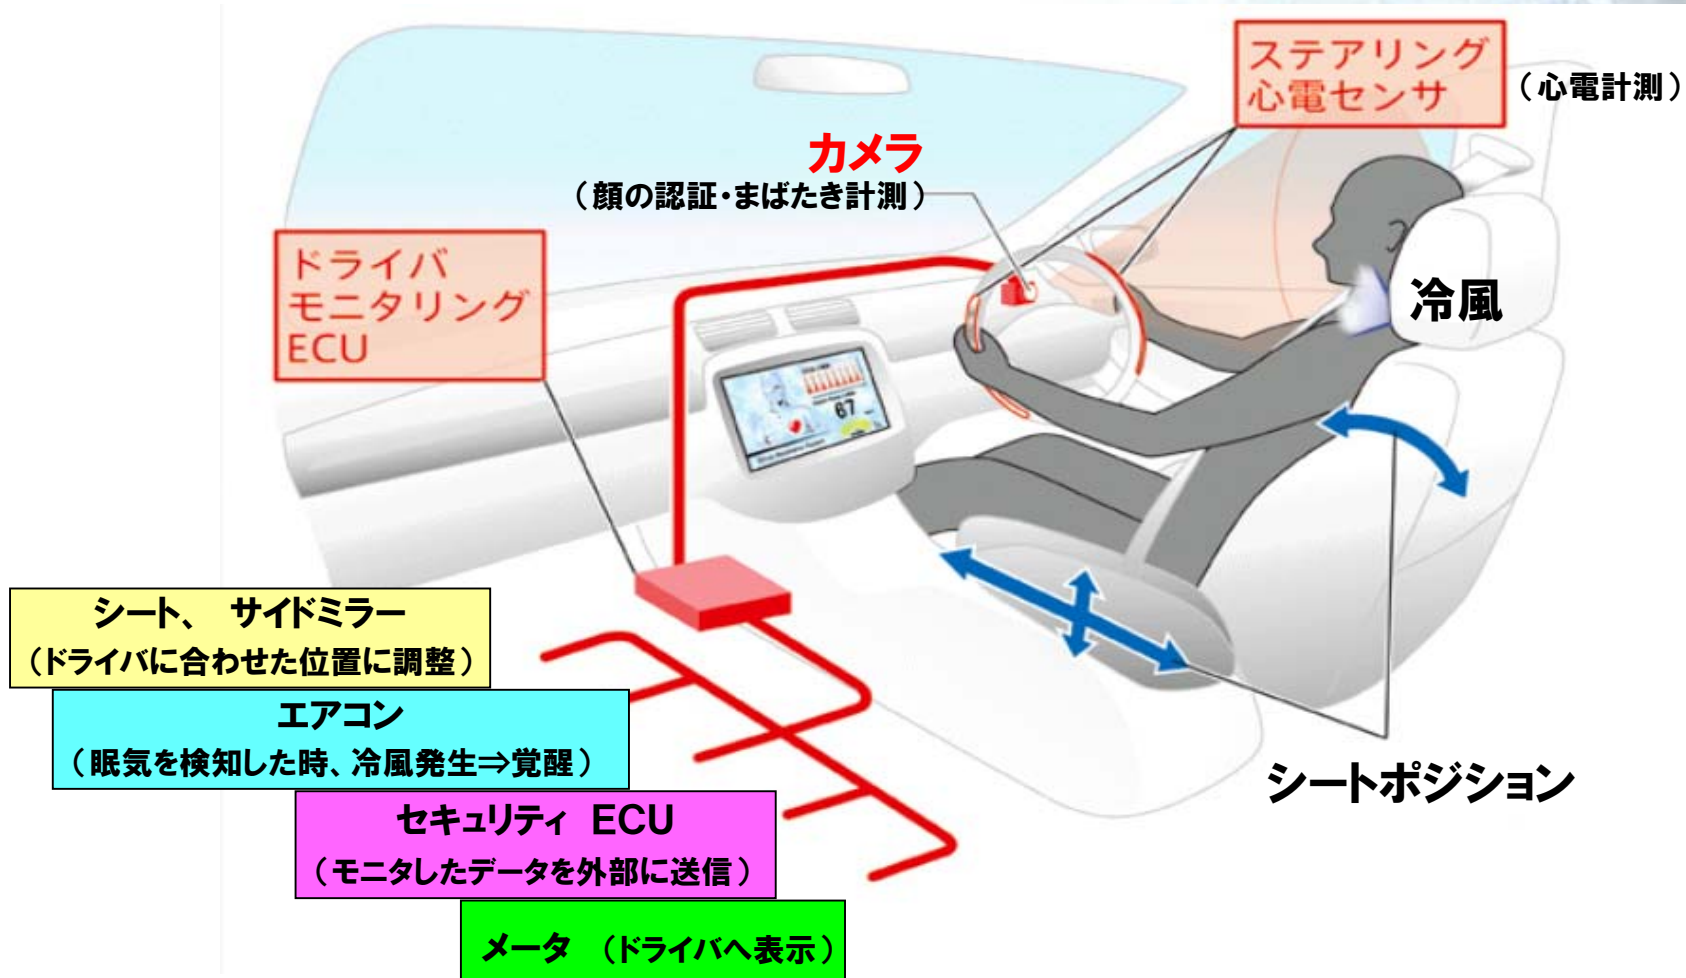 ステアリング
心電センサ
（心電計測）
カメラ
（顔の認証・まばたき計測）
ドライバ
モニタリング
ECU
冷風
67
シート、 サイドミラー
（ドライバに合わせた位置に調整）
エアコン
（眠気を検知した時、冷風発生⇒覚醒）
シートポジション
セキュリティ ECU
（モニタしたデータを外部に送信）
メータ （ドライバへ表示）